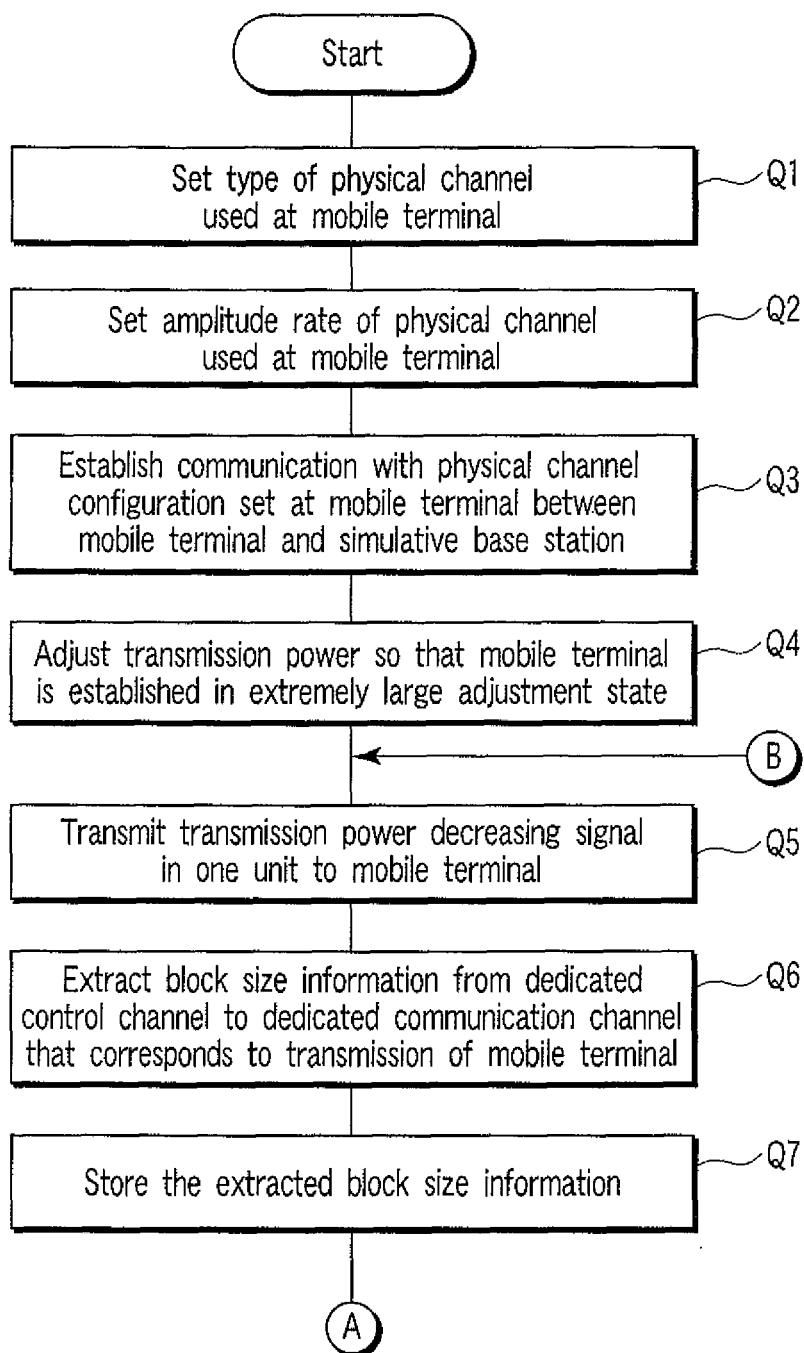 Start
Set type of physical channel
used at mobile terminal
Q1
Set amplitude rate of physical channel
used at mobile terminal
Q2
Establish communication with physical channel
configuration set at mobile terminal between
mobile terminal and simulative base station
Q3
Adjust transmission power so that mobile terminal
is established in extremely large adjustment state
Q4
B
Transmit transmission power decreasing signal
in one unit to mobile terminal
Q5
Extract block size information from dedicated
control channel to dedicated communication channel
that corresponds to transmission of mobile terminal
Q6
Store the extracted block size information
Q7
A